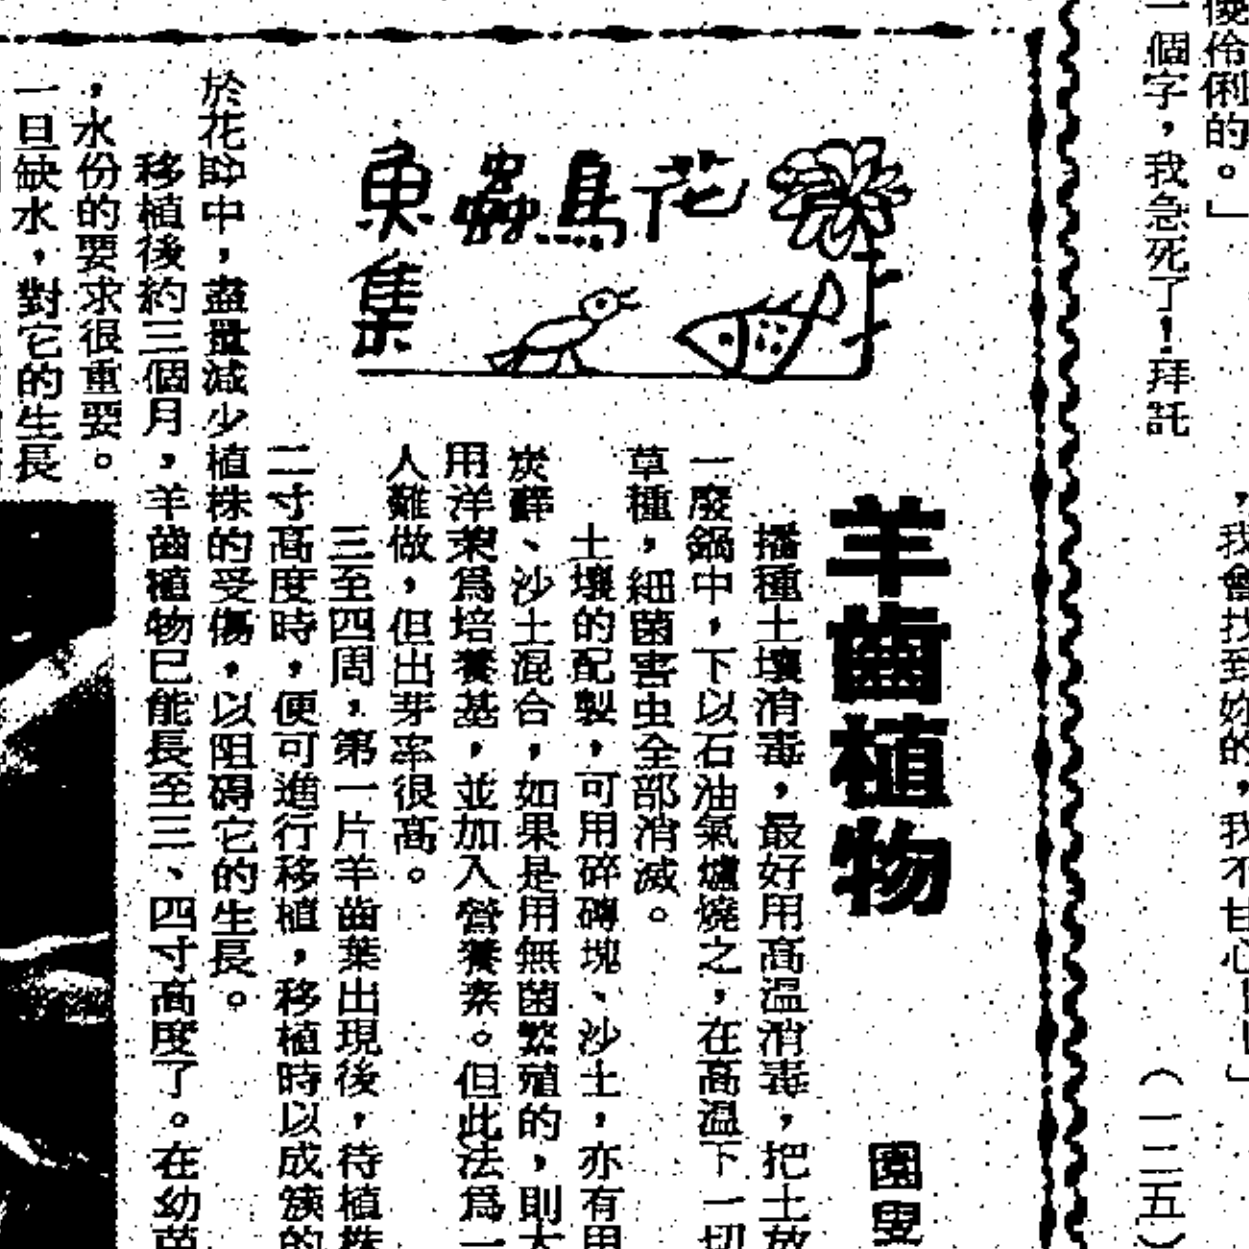 傻伶俐的。」
一個字，我急死了！拜託
，我會找到妳的，我不甘心
（一二五）
花鳥蟲魚
集
羊齒植物
園叟
播種土壤消毒，最好用高溫消毒，把土放
一廢鍋中，下以石油氣爐燒之，在高溫下一切
草種，細菌害虫全部消滅。
土壤的配製，可用碎磚塊、沙土，亦有用
炭蘚、沙土混合，如果是用無菌繁殖的，則大
用洋菜爲培養基，並加入營養素。但此法爲一
人難做，但出芽率很高。
三至四周，第一片羊齒葉出現後，待植株
二寸高度時，便可進行移植，移植時以成簇的
於花卹中，盡量減少植株的受傷，以阻碍它的生長。
移植後約三個月，羊齒植物已能長至三、四寸高度了。在幼苗
，水份的要求很重要。
一旦缺水，對它的生長